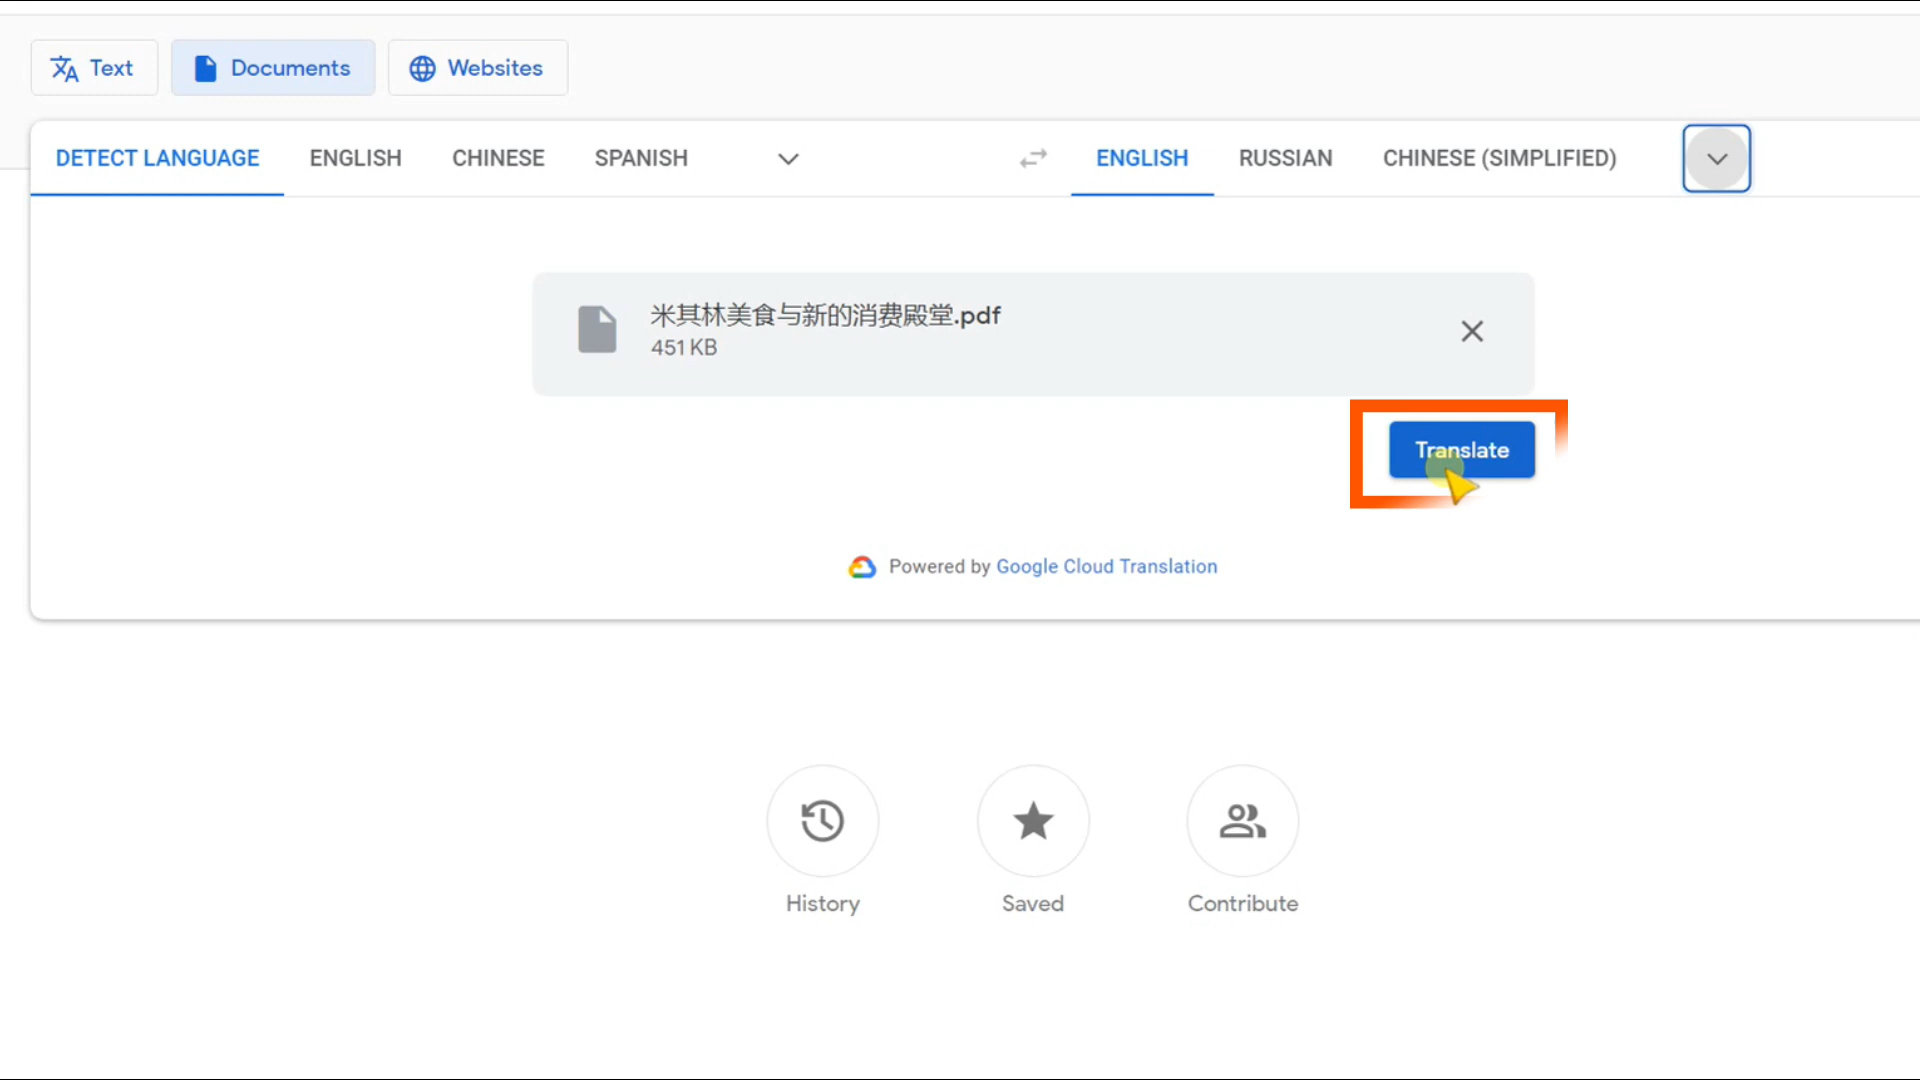 Text
Documents
Websites
DETECT LANGUAGE
ENGLISH
CHINESE
SPANISH
ENGLISH
RUSSIAN
CHINESE (SIMPLIFIED)
米其林美食与新的消费殿堂.pdf
451 KB
Translate
Powered by Google Cloud Translation
History
Saved
Contribute